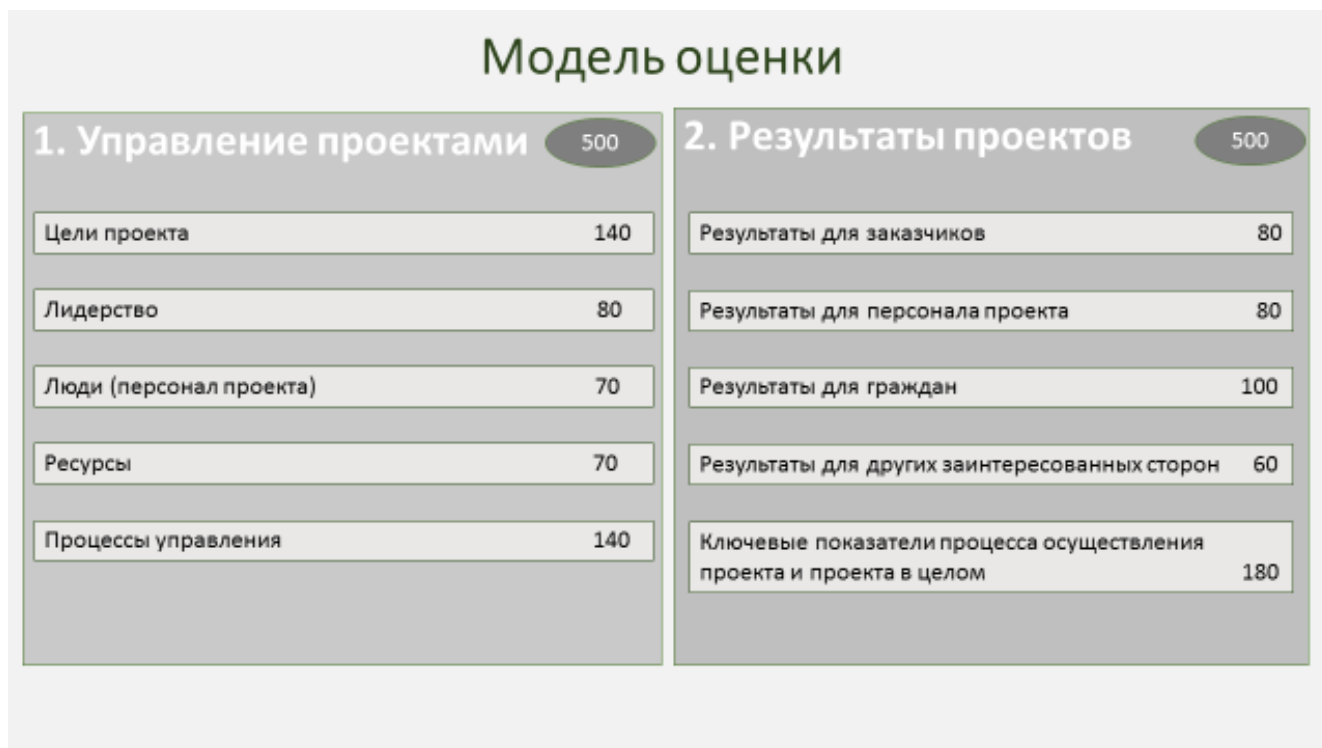 Модель оценки
1. Управление проектами 500
Цели проекта 140
Лидерство 80
Люди (персонал проекта) 70
Ресурсы 70
Процессы управления 140
2. Результаты проектов 500
Результаты для заказчиков 80
Результаты для персонала проекта 80
Результаты для граждан 100
Результаты для других заинтересованных сторон 60
Ключевые показатели процесса осуществления
проекта и проекта в целом 180